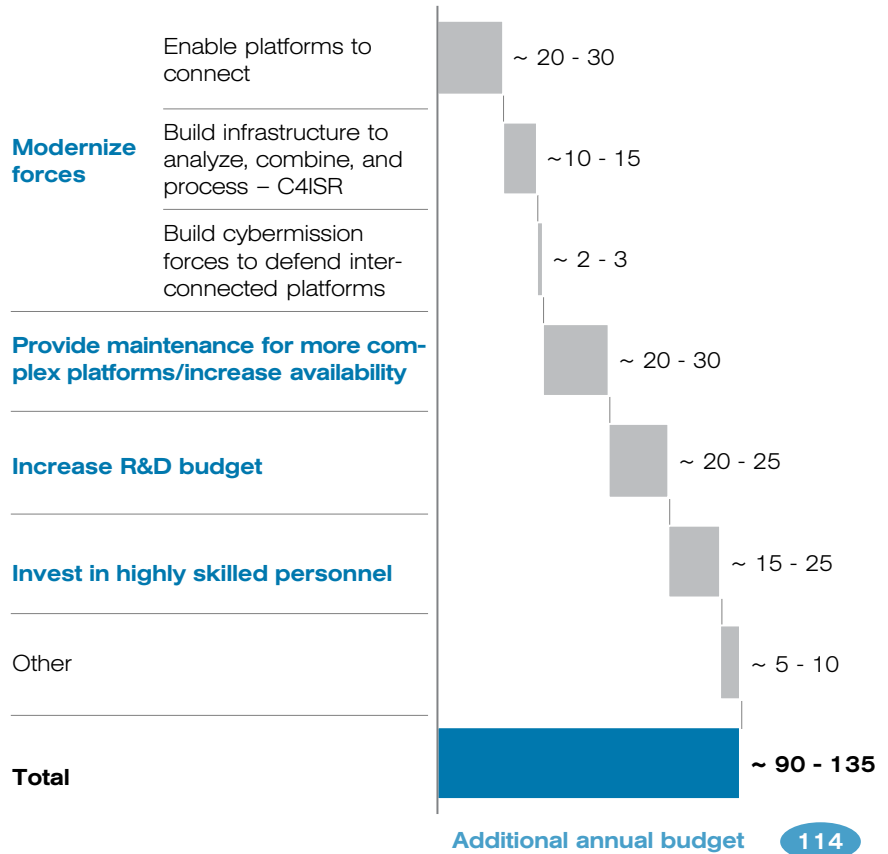 Enable platforms to
connect
~ 20 - 30
Modernize
forces
Build infrastructure to
analyze, combine, and
process – C4ISR
~10 - 15
Build cybermission
forces to defend inter-
connected platforms
~ 2 - 3
Provide maintenance for more com-
plex platforms/increase availability
~ 20 - 30
Increase R&D budget
~ 20 - 25
Invest in highly skilled personnel
~ 15 - 25
Other
~ 5 - 10
Total
~ 90 - 135
Additional annual budget 114